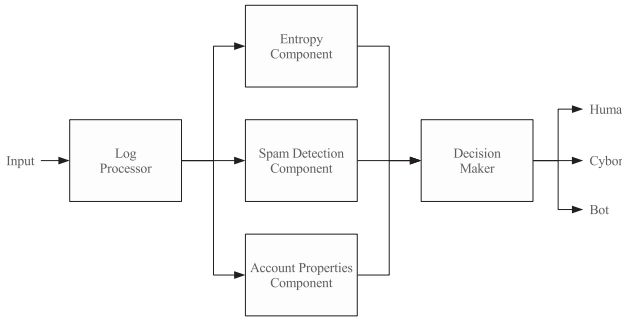 Entropy
Component
Input
Log
Processor
Spam Detection
Component
Decision
Maker
Huma
Cybor
Bot
Account Properties
Component